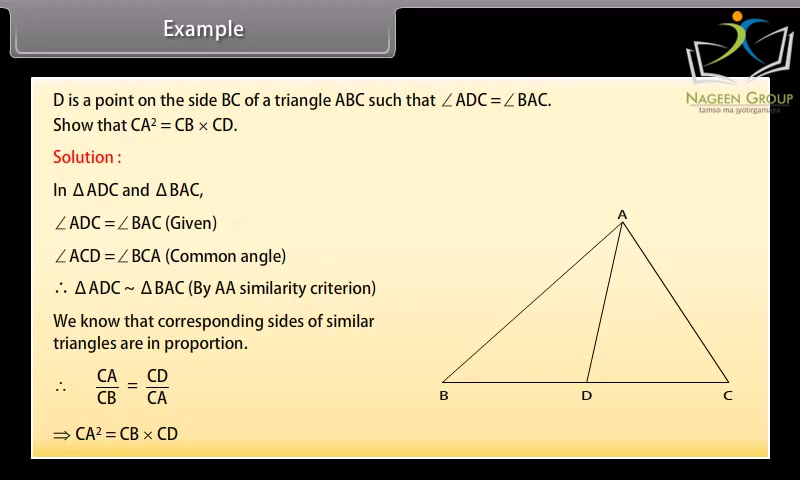 Example
NAGEEN GROUP
tamso ma jyotirgamaya
D is a point on the side BC of a triangle ABC such that ∠ADC = ∠BAC.
Show that CA² = CB × CD.
Solution :
In ΔADC and ΔBAC,
∠ADC = ∠BAC (Given)
∠ACD = ∠BCA (Common angle)
∴ ΔADC ~ ΔBAC (By AA similarity criterion)
We know that corresponding sides of similar
triangles are in proportion.
∴ CA/CB = CD/CA
⇒ CA² = CB × CD
A
B D C